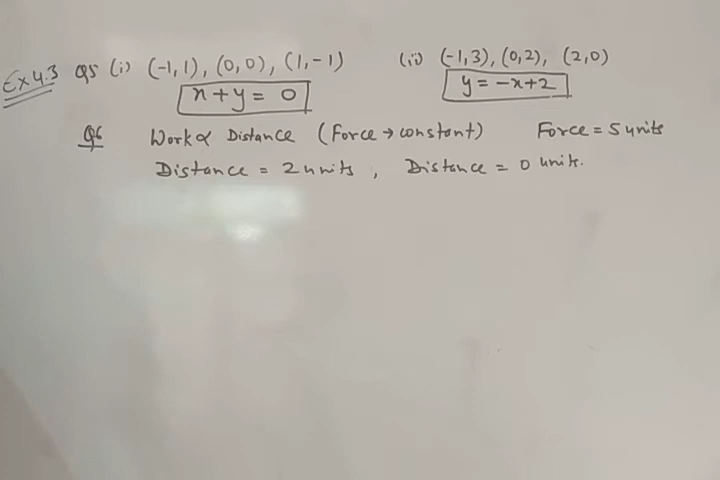 Ex 4.3 Q5 (i) (-1,1), (0,0), (1,-1) (ii) (-1,3), (0,2), (2,0)
x+y = 0 y = -x+2
Q6 Work ∝ Distance (Force → constant) Force = 5 units
Distance = 2 units, Distance = 0 units.